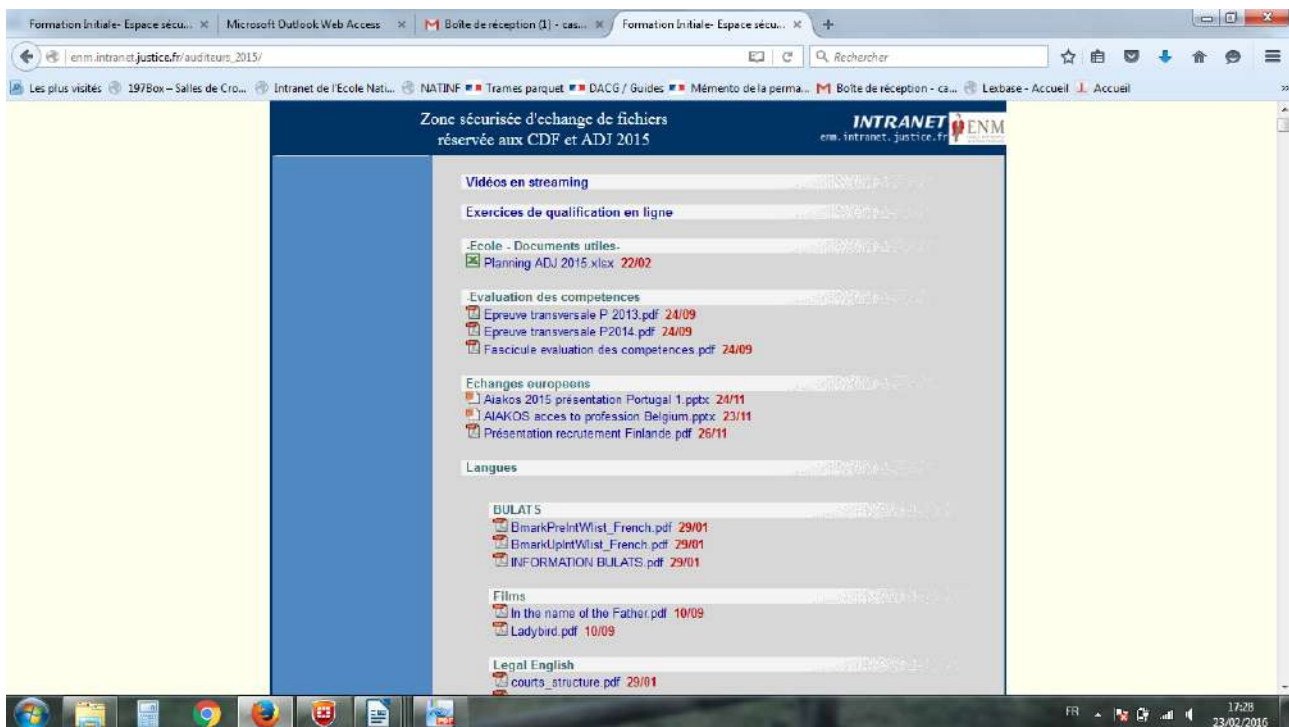 Formation Initiale- Espace sécu... × Microsoft Outlook Web Access × Boîte de réception (1) - cas... × Formation Initiale- Espace sécu... × +
enm.intranet.justice.fr/auditeurs_2015/ Rechercher
Les plus visités 197Box – Salles de Cro... Intranet de l'Ecole Nati... NATINF Trames parquet DACG / Guides Mémento de la perma... Boîte de réception - ca... Lexbase - Accueil Accueil »
Zone sécurisée d'echange de fichiers
réservée aux CDF et ADJ 2015
INTRANET ENM
enm.intranet.justice.fr
Vidéos en streaming
Exercices de qualification en ligne
-Ecole - Documents utiles-
Planning ADJ 2015.xlsx 22/02
-Evaluation des competences
Epreuve transversale P 2013.pdf 24/09
Epreuve transversale P2014.pdf 24/09
Fascicule evaluation des competences.pdf 24/09
Echanges europeens
Aiakos 2015 présentation Portugal 1.pptx 24/11
AIAKOS acces to profession Belgium.pptx 23/11
Présentation recrutement Finlande.pdf 26/11
Langues
BULATS
BmarkPreIntWlist_French.pdf 29/01
BmarkUpIntWlist_French.pdf 29/01
INFORMATION BULATS.pdf 29/01
Films
In the name of the Father.pdf 10/09
Ladybird.pdf 10/09
Legal English
courts_structure.pdf 29/01
FR 17:28
23/02/2016